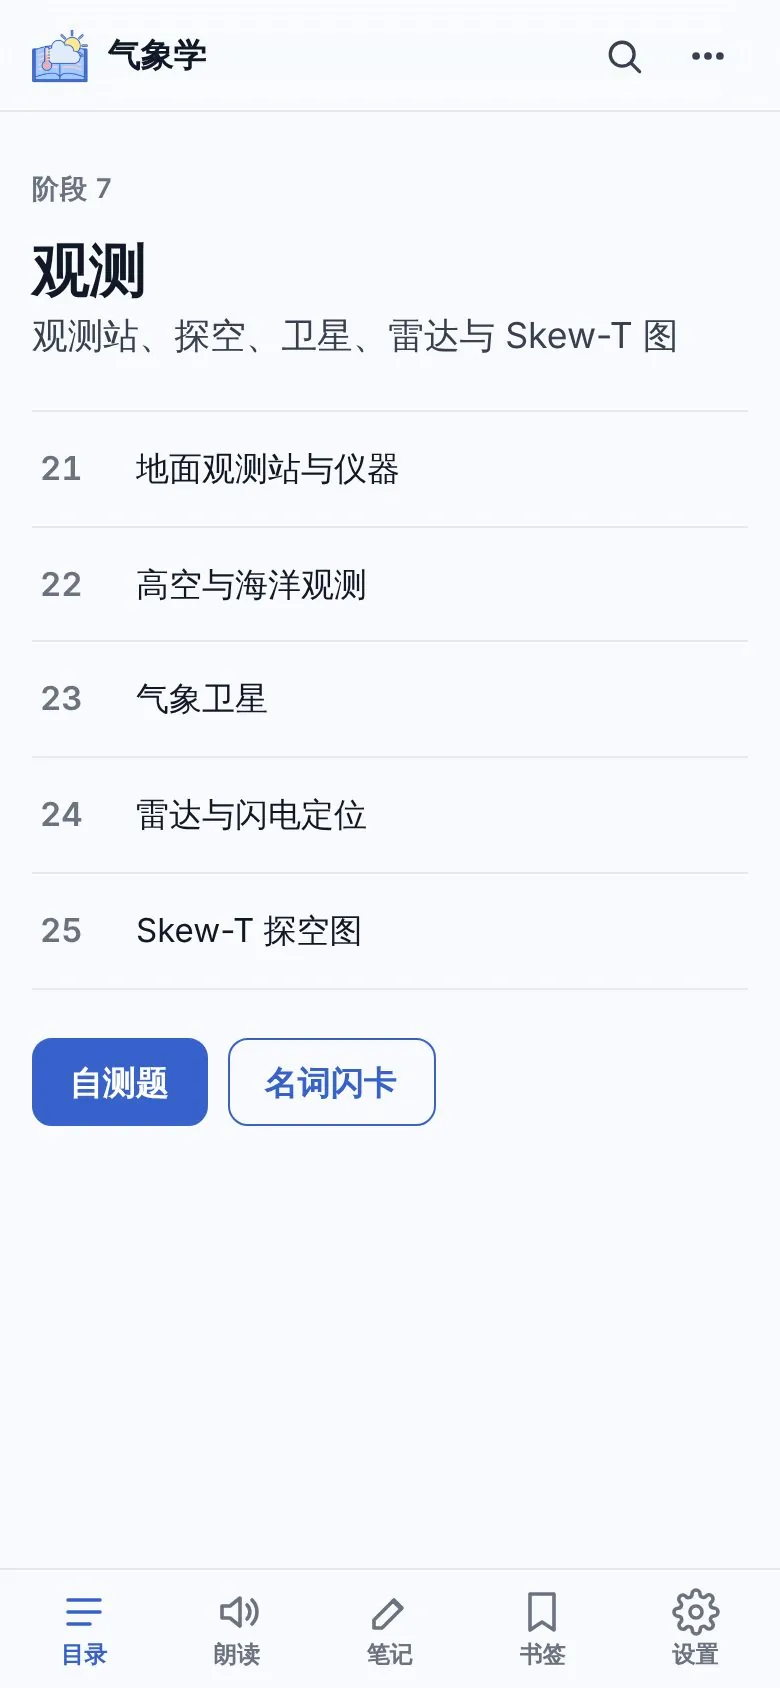 气象学
阶段 7
观测
观测站、探空、卫星、雷达与 Skew-T 图
21 地面观测站与仪器
22 高空与海洋观测
23 气象卫星
24 雷达与闪电定位
25 Skew-T 探空图
自测题 名词闪卡
目录 朗读 笔记 书签 设置